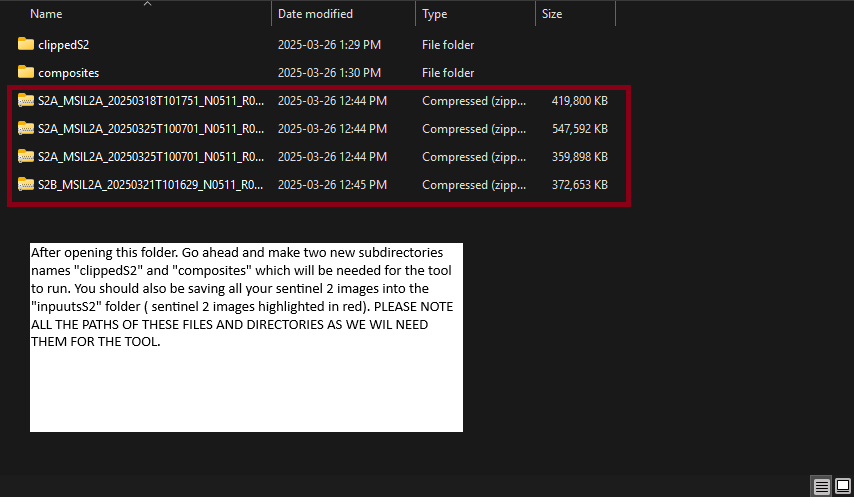 Name Date modified Type Size
clippedS2 2025-03-26 1:29 PM File folder
composites 2025-03-26 1:30 PM File folder
S2A_MSIL2A_20250318T101751_N0511_R0... 2025-03-26 12:44 PM Compressed (zipp... 419,800 KB
S2A_MSIL2A_20250325T100701_N0511_R0... 2025-03-26 12:44 PM Compressed (zipp... 547,592 KB
S2A_MSIL2A_20250325T100701_N0511_R0... 2025-03-26 12:44 PM Compressed (zipp... 359,898 KB
S2B_MSIL2A_20250321T101629_N0511_R0... 2025-03-26 12:45 PM Compressed (zipp... 372,653 KB
After opening this folder. Go ahead and make two new subdirectories
names "clippedS2" and "composites" which will be needed for the tool
to run. You should also be saving all your sentinel 2 images into the
"inpuutsS2" folder ( sentinel 2 images highlighted in red). PLEASE NOTE
ALL THE PATHS OF THESE FILES AND DIRECTORIES AS WE WIL NEED
THEM FOR THE TOOL.